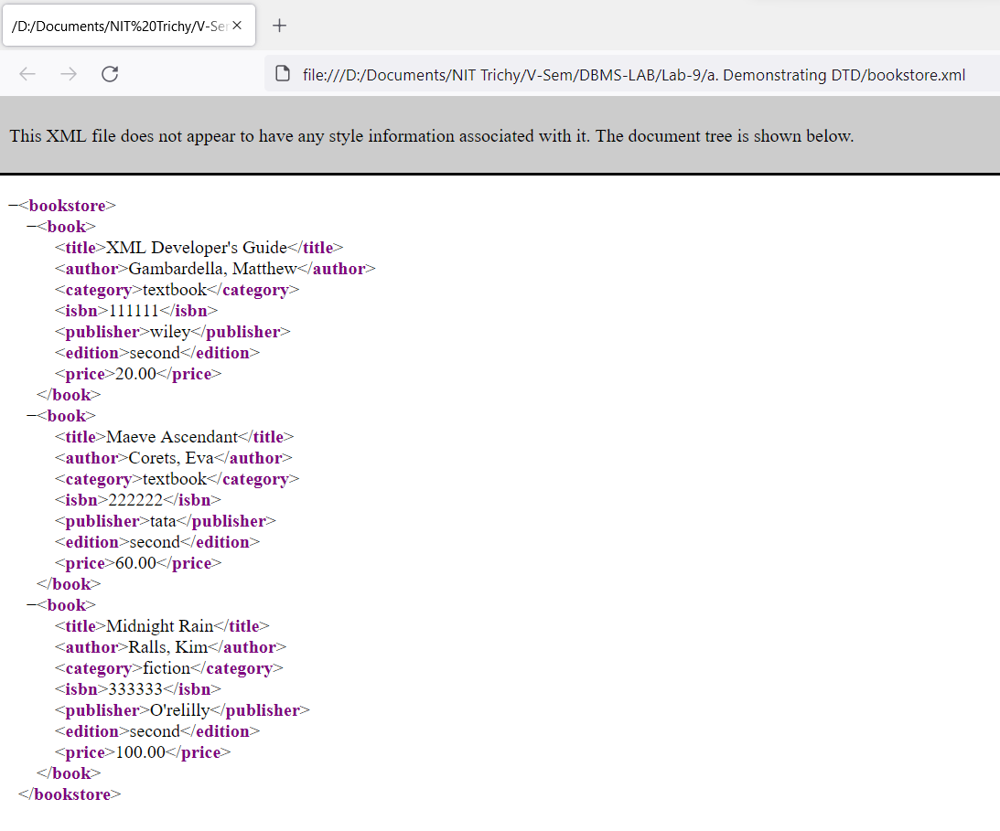 /D:/Documents/NIT%20Trichy/V-Sem
file:///D:/Documents/NIT Trichy/V-Sem/DBMS-LAB/Lab-9/a. Demonstrating DTD/bookstore.xml
This XML file does not appear to have any style information associated with it. The document tree is shown below.
−<bookstore>
−<book>
<title>XML Developer's Guide</title>
<author>Gambardella, Matthew</author>
<category>textbook</category>
<isbn>111111</isbn>
<publisher>wiley</publisher>
<edition>second</edition>
<price>20.00</price>
</book>
−<book>
<title>Maeve Ascendant</title>
<author>Corets, Eva</author>
<category>textbook</category>
<isbn>222222</isbn>
<publisher>tata</publisher>
<edition>second</edition>
<price>60.00</price>
</book>
−<book>
<title>Midnight Rain</title>
<author>Ralls, Kim</author>
<category>fiction</category>
<isbn>333333</isbn>
<publisher>O'relilly</publisher>
<edition>second</edition>
<price>100.00</price>
</book>
</bookstore>